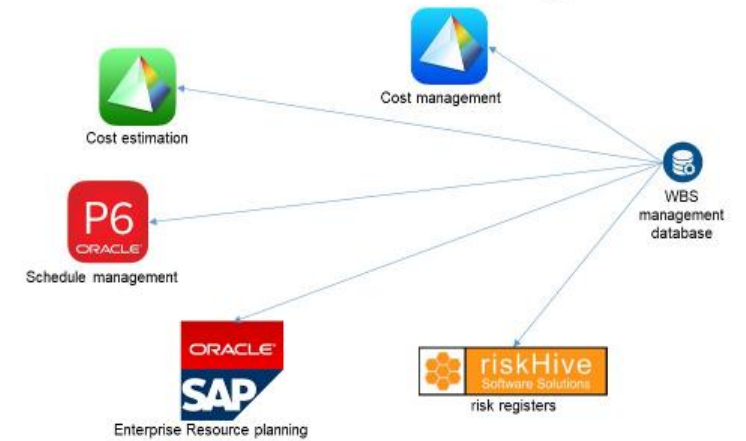 Cost management
Cost estimation
WBS
management
database
P6
ORACLE
Schedule management
ORACLE
SAP
Enterprise Resource planning
riskHive
Software Solutions
risk registers